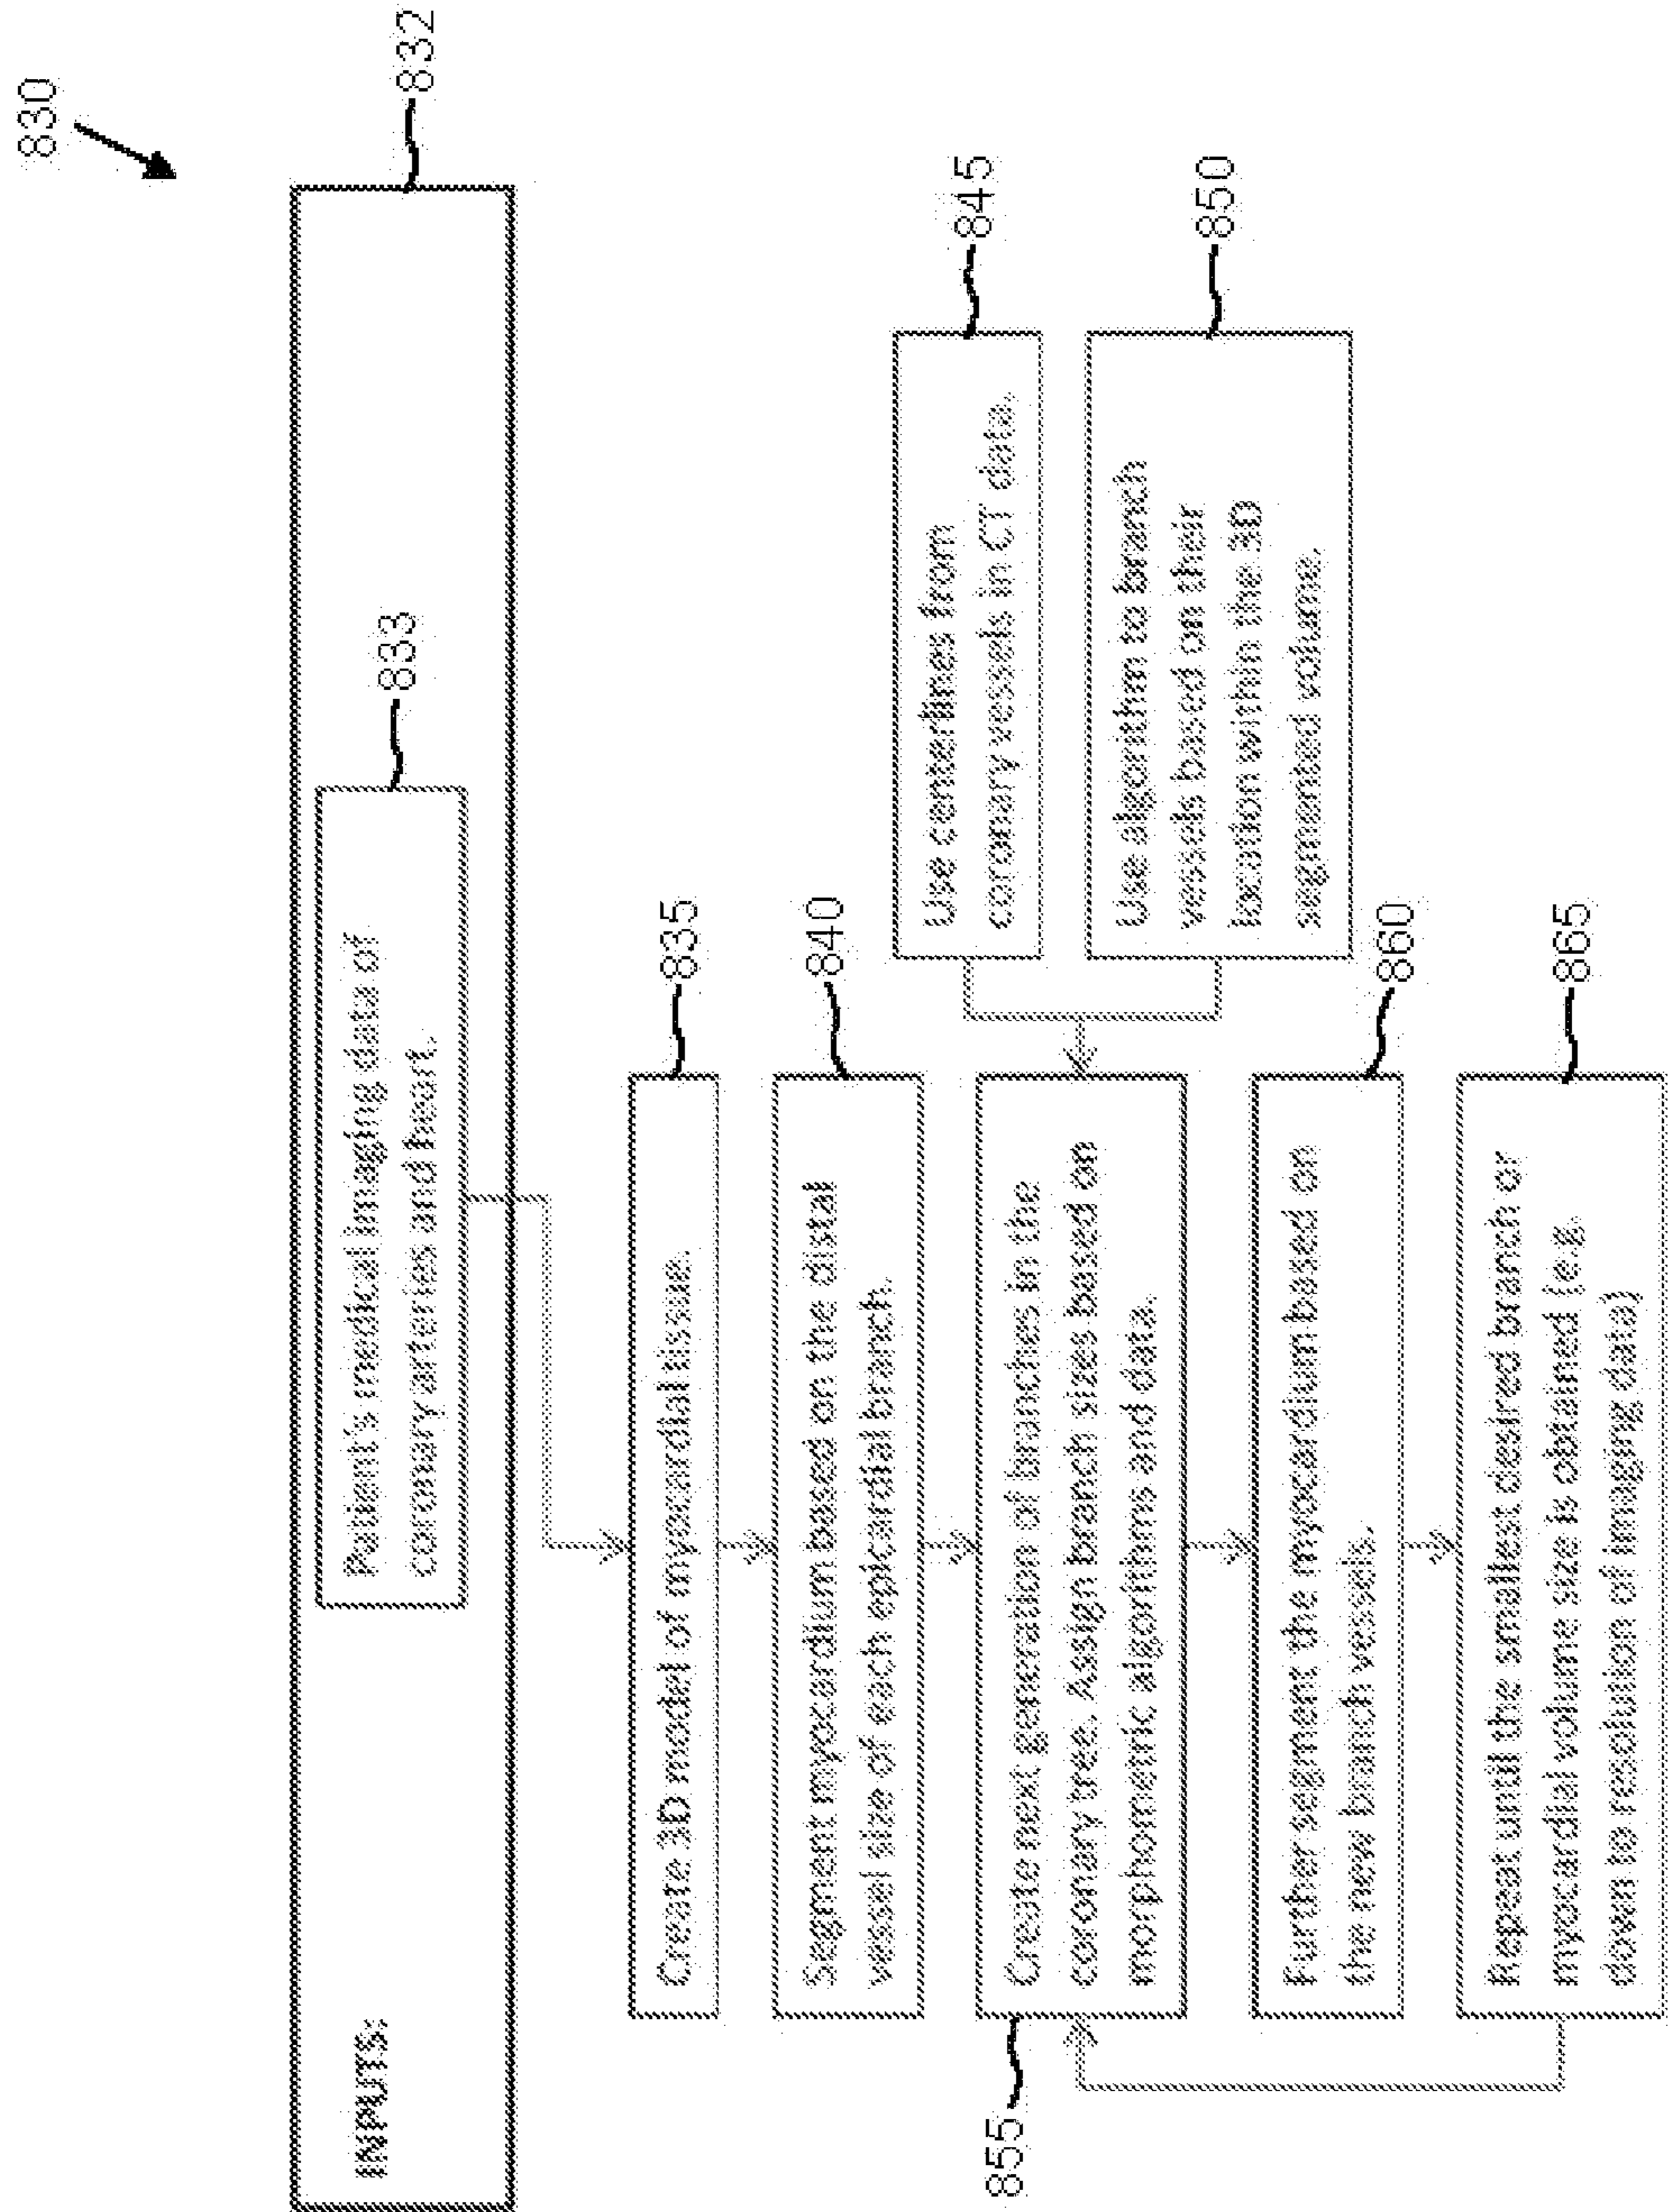 830
832
INPUTS:
833
Patient's medical imaging data of
coronary arteries and heart.
835
Create 3D model of myocardial tissue.
840
Segment myocardium based on the distal
vessel size of each epicardial branch.
845
Use centerlines from
coronary vessels in CT data.
850
Use algorithm to branch
vessels based on their
location within the 3D
segmented volume.
855
Create next generation of branches in the
coronary tree. Assign branch sizes based on
morphometric algorithms and data.
860
Further segment the myocardium based on
the new branch vessels.
865
Repeat until the smallest desired branch or
myocardial volume size is obtained (e.g.
down to resolution of imaging data)